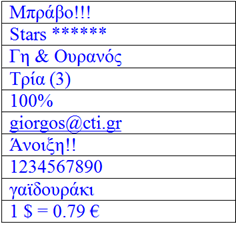 Μπράβο!!!
Stars ******
Γη & Ουρανός
Τρία (3)
100%
giorgos@cti.gr
Άνοιξη!!
1234567890
γαϊδουράκι
1 $ = 0.79 €